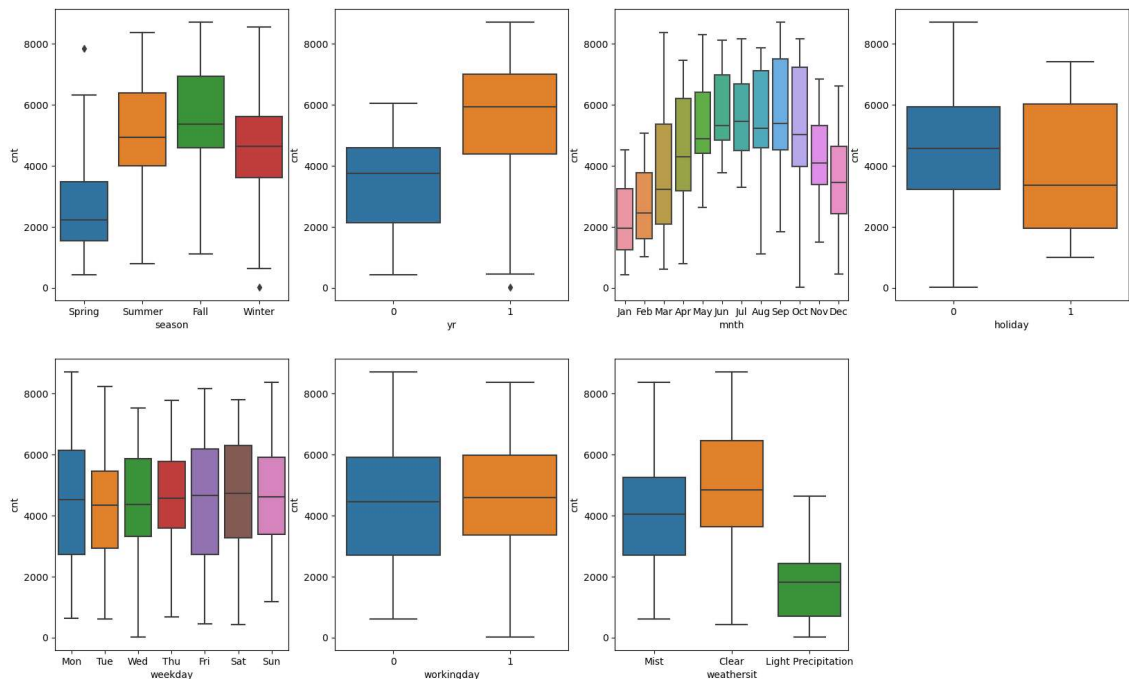 8000
6000
4000
2000
0
cnt
Spring Summer Fall Winter
season
8000
6000
4000
2000
0
cnt
0 1
yr
8000
6000
4000
2000
0
cnt
Jan Feb Mar Apr May Jun Jul Aug Sep Oct Nov Dec
mnth
8000
6000
4000
2000
0
cnt
0 1
holiday
8000
6000
4000
2000
0
cnt
Mon Tue Wed Thu Fri Sat Sun
weekday
8000
6000
4000
2000
0
cnt
0 1
workingday
8000
6000
4000
2000
0
cnt
Mist Clear Light Precipitation
weathersit